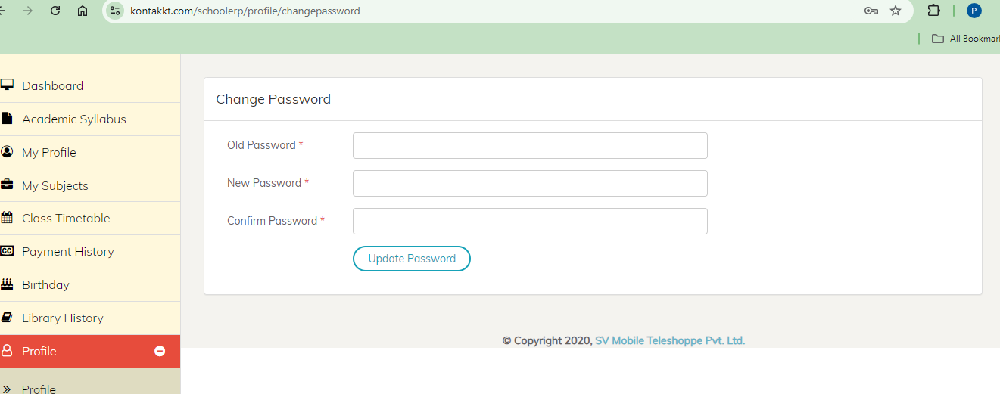 kontakkt.com/schoolerp/profile/changepassword
P
All Bookmar
Dashboard
Academic Syllabus
My Profile
My Subjects
Class Timetable
Payment History
Birthday
Library History
Profile
Profile
Change Password
Old Password *
New Password *
Confirm Password *
Update Password
© Copyright 2020, SV Mobile Teleshoppe Pvt. Ltd.